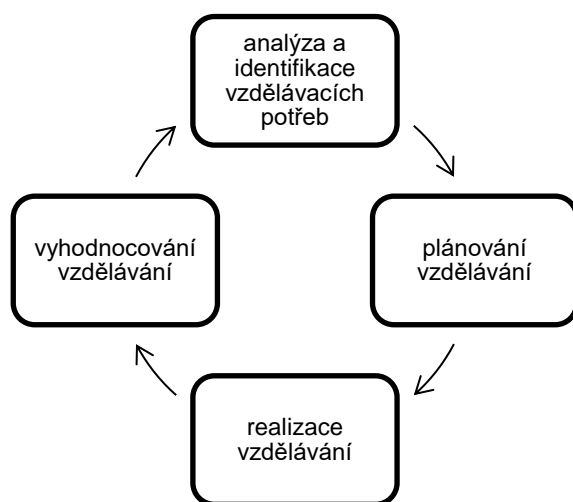 analýza a
identifikace
vzdělávacích
potřeb
plánování
vzdělávání
realizace
vzdělávání
vyhodnocování
vzdělávání